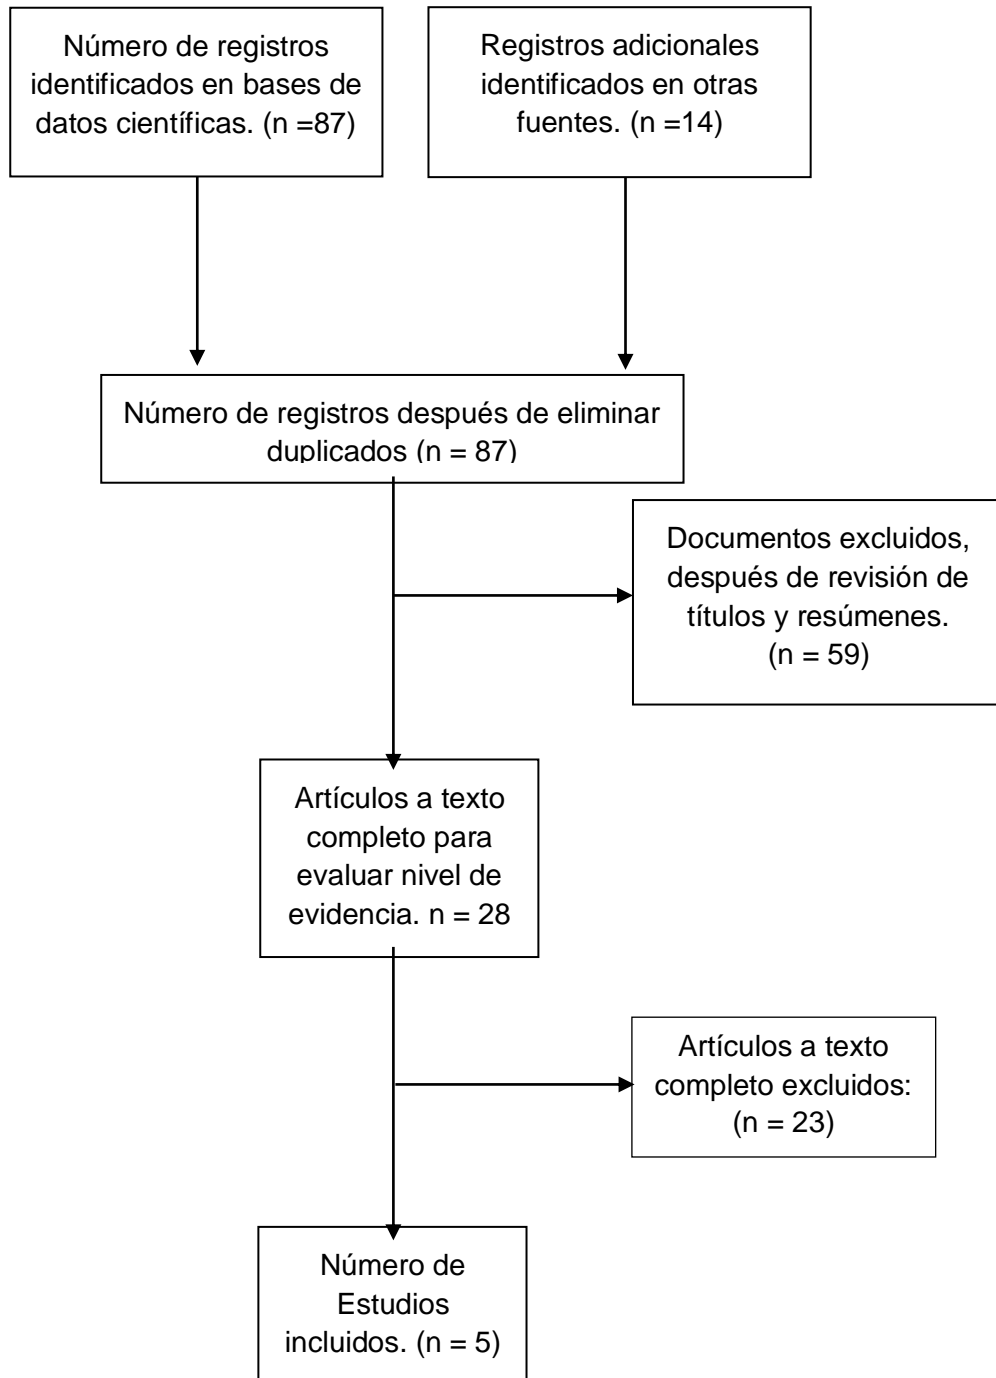 Número de registros
identificados en bases de
datos científicas. (n =87)
Registros adicionales
identificados en otras
fuentes. (n =14)
Número de registros después de eliminar
duplicados (n = 87)
Documentos excluidos,
después de revisión de
títulos y resúmenes.
(n = 59)
Artículos a texto
completo para
evaluar nivel de
evidencia. n = 28
Artículos a texto
completo excluidos:
(n = 23)
Número de
Estudios
incluidos. (n = 5)